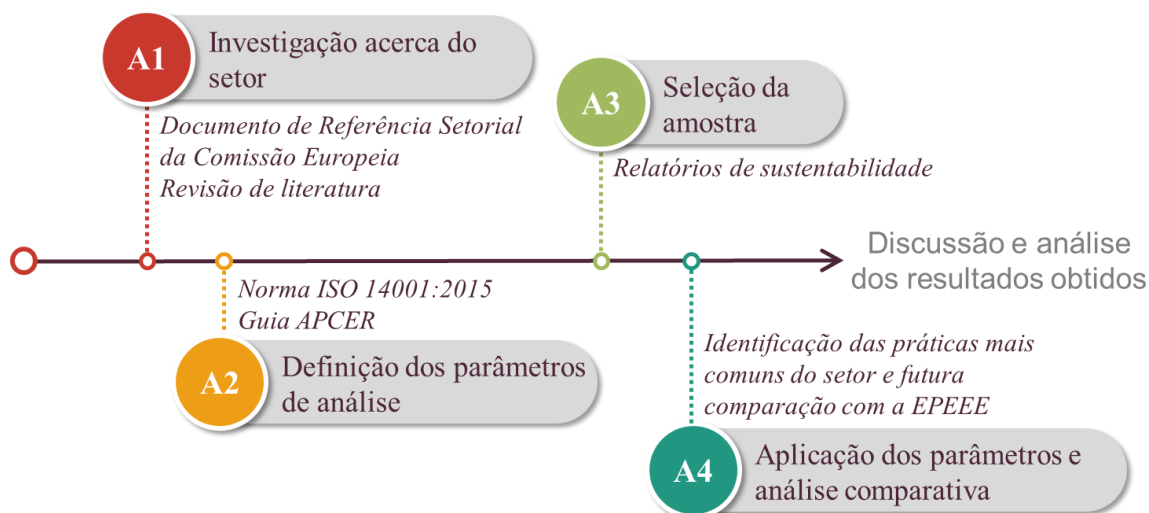 A1
Investigação acerca do
setor
Documento de Referência Setorial
da Comissão Europeia
Revisão de literatura
A2
Norma ISO 14001:2015
Guia APCER
Definição dos parâmetros
de análise
A3
Seleção da
amostra
Relatórios de sustentabilidade
A4
Identificação das práticas mais
comuns do setor e futura
comparação com a EPEEE
Aplicação dos parâmetros e
análise comparativa
Discussão e análise
dos resultados obtidos